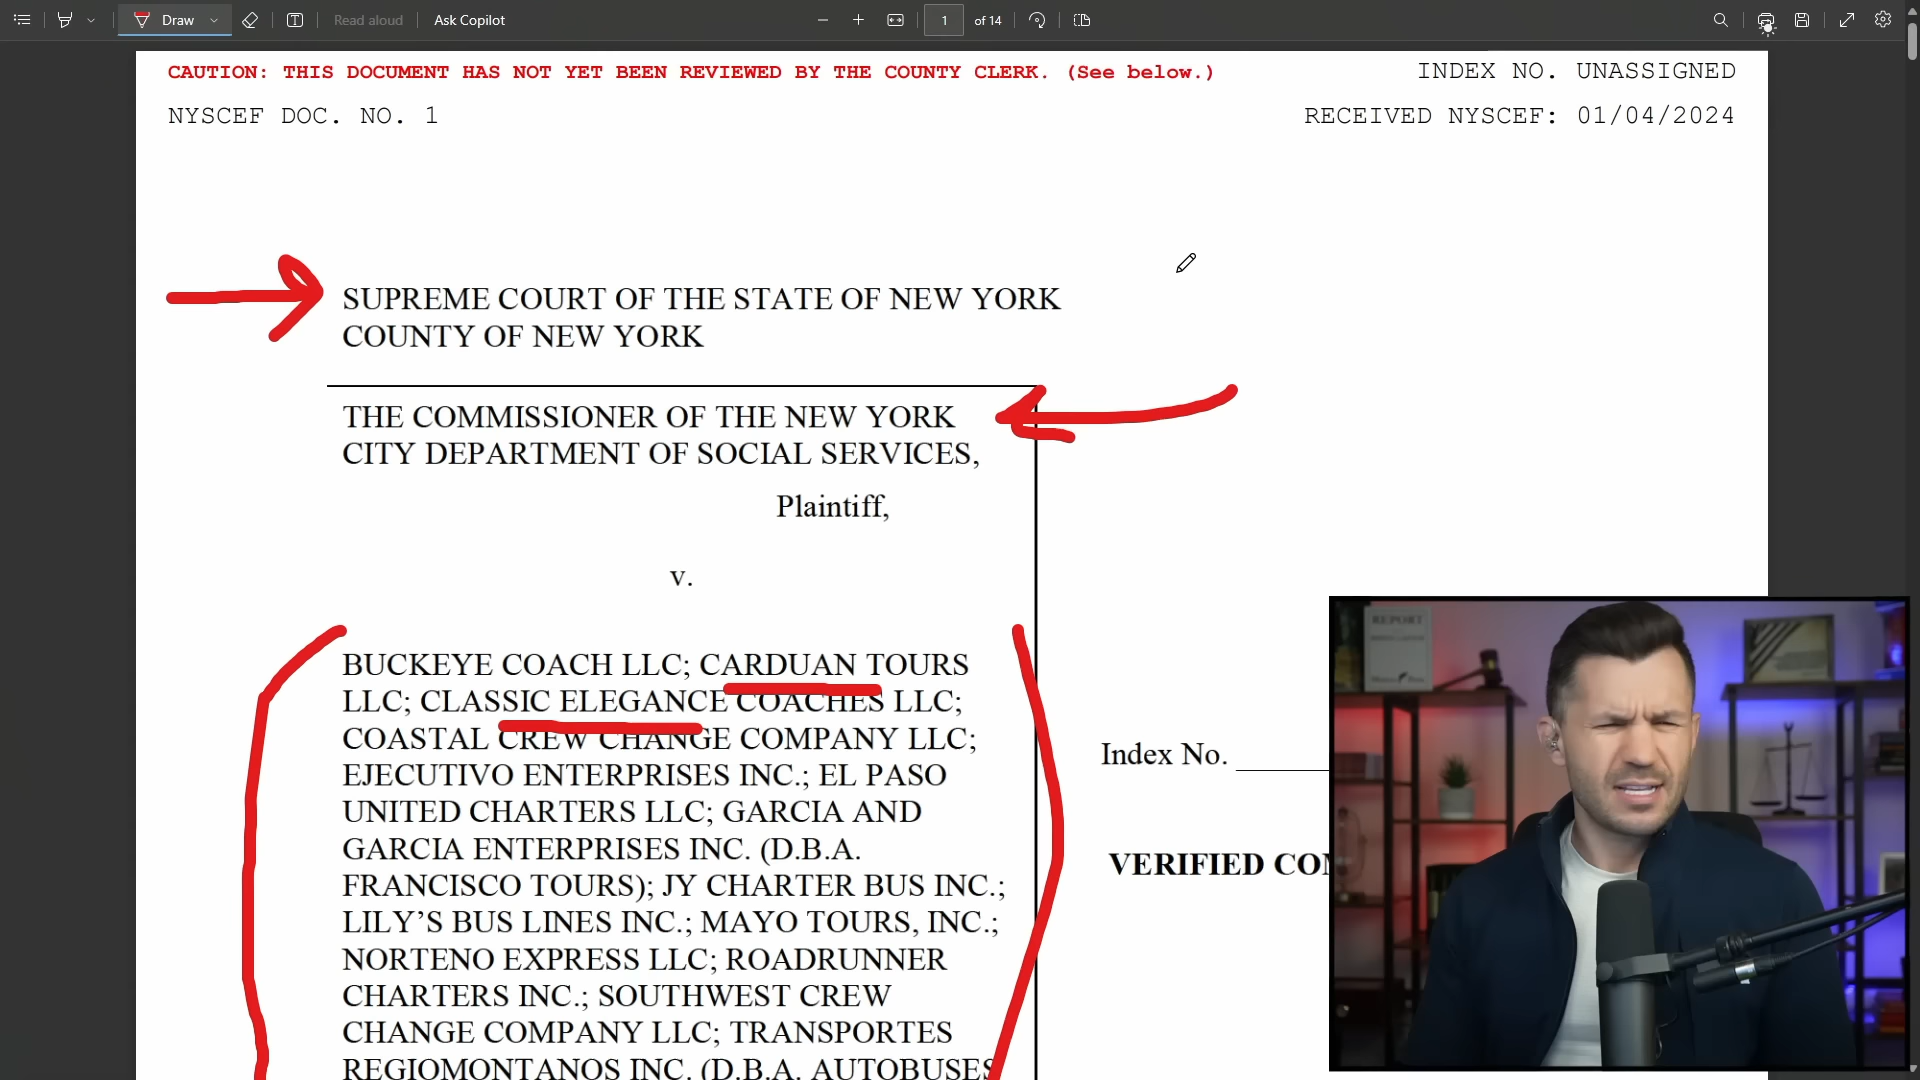 Draw
Read aloud
Ask Copilot
1
of 14
CAUTION: THIS DOCUMENT HAS NOT YET BEEN REVIEWED BY THE COUNTY CLERK. (See below.)
INDEX NO. UNASSIGNED
NYSCEF DOC. NO. 1
RECEIVED NYSCEF: 01/04/2024
SUPREME COURT OF THE STATE OF NEW YORK
COUNTY OF NEW YORK
THE COMMISSIONER OF THE NEW YORK
CITY DEPARTMENT OF SOCIAL SERVICES,
Plaintiff,
v.
BUCKEYE COACH LLC; CARDUAN TOURS
LLC; CLASSIC ELEGANCE COACHES LLC;
COASTAL CREW CHANGE COMPANY LLC;
EJECUTIVO ENTERPRISES INC.; EL PASO
UNITED CHARTERS LLC; GARCIA AND
GARCIA ENTERPRISES INC. (D.B.A.
FRANCISCO TOURS); JY CHARTER BUS INC.;
LILY’S BUS LINES INC.; MAYO TOURS, INC.;
NORTENO EXPRESS LLC; ROADRUNNER
CHARTERS INC.; SOUTHWEST CREW
CHANGE COMPANY LLC; TRANSPORTES
REGIOMONTANOS INC. (D.B.A. AUTOBUSES
Index No.
VERIFIED COM
REPORT